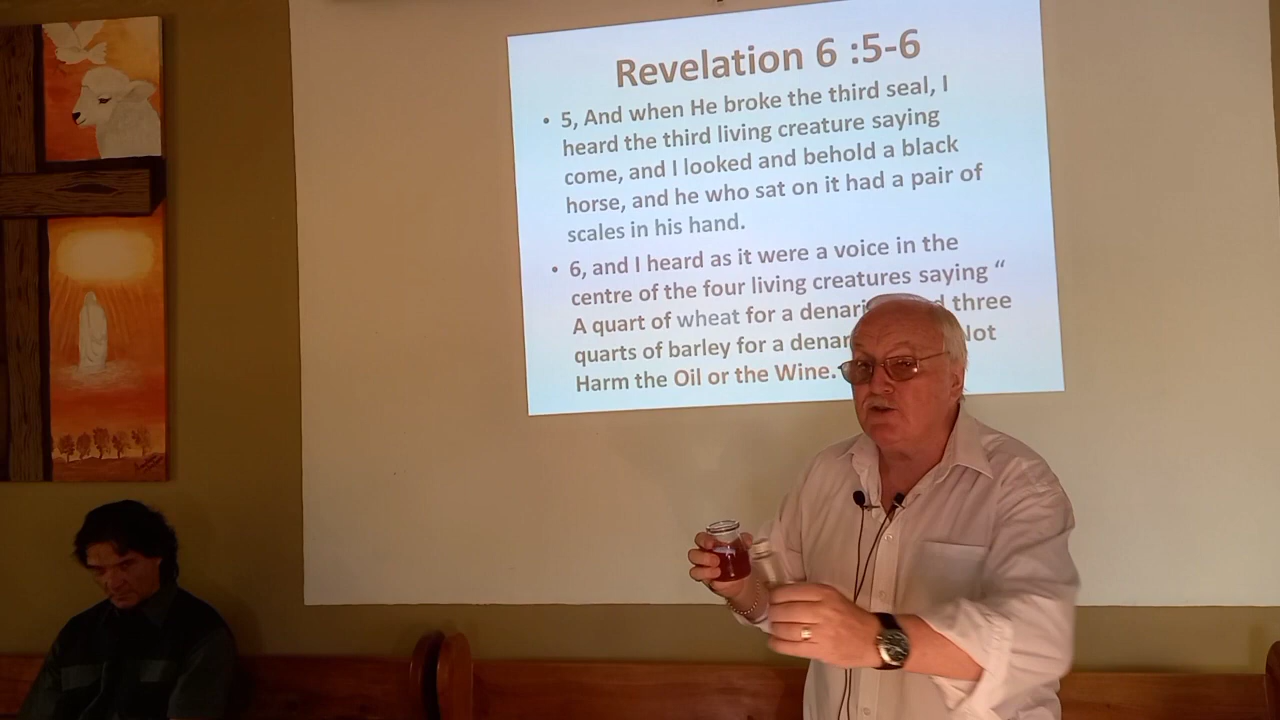 Revelation 6 :5-6
• 5, And when He broke the third seal, I
heard the third living creature saying
come, and I looked and behold a black
horse, and he who sat on it had a pair of
scales in his hand.
• 6, and I heard as it were a voice in the
centre of the four living creatures saying “
A quart of wheat for a three
quarts of barley for a Not
Harm the Oil or the Wine.